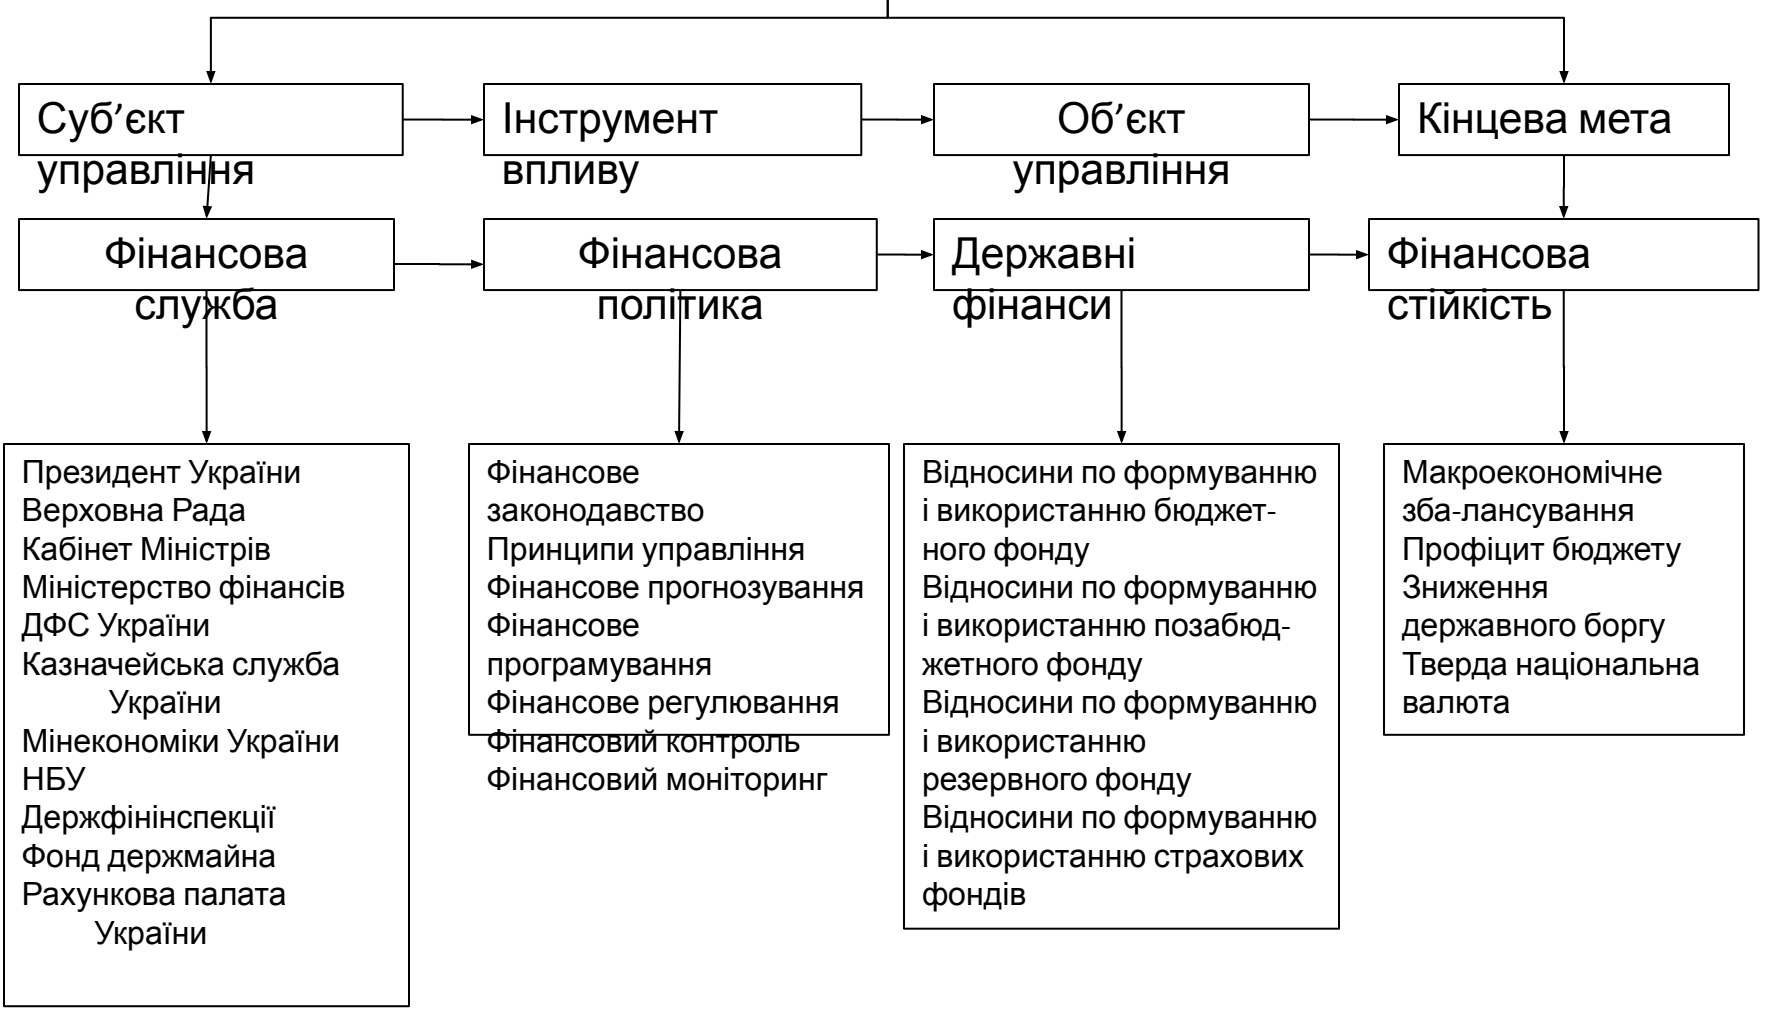 Суб’єкт
управління
Інструмент
впливу
Об’єкт
управління
Кінцева мета
Фінансова
служба
Фінансова
політика
Державні
фінанси
Фінансова
стійкість
Президент України
Верховна Рада
Кабінет Міністрів
Міністерство фінансів
ДФС України
Казначейська служба
України
Мінекономіки України
НБУ
Держфінінспекції
Фонд держмайна
Рахункова палата
України
Фінансове
законодавство
Принципи управління
Фінансове прогнозування
Фінансове
програмування
Фінансове регулювання
Фінансовий контроль
Фінансовий моніторинг
Відносини по формуванню
і використанню бюджет-
ного фонду
Відносини по формуванню
і використанню позабюд-
жетного фонду
Відносини по формуванню
і використанню
резервного фонду
Відносини по формуванню
і використанню страхових
фондів
Макроекономічне
зба-лансування
Профіцит бюджету
Зниження
державного боргу
Тверда національна
валюта